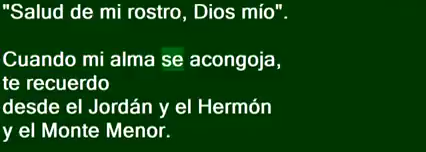 "Salud de mi rostro, Dios mío".
Cuando mi alma se acongoja,
te recuerdo
desde el Jordán y el Hermón
y el Monte Menor.